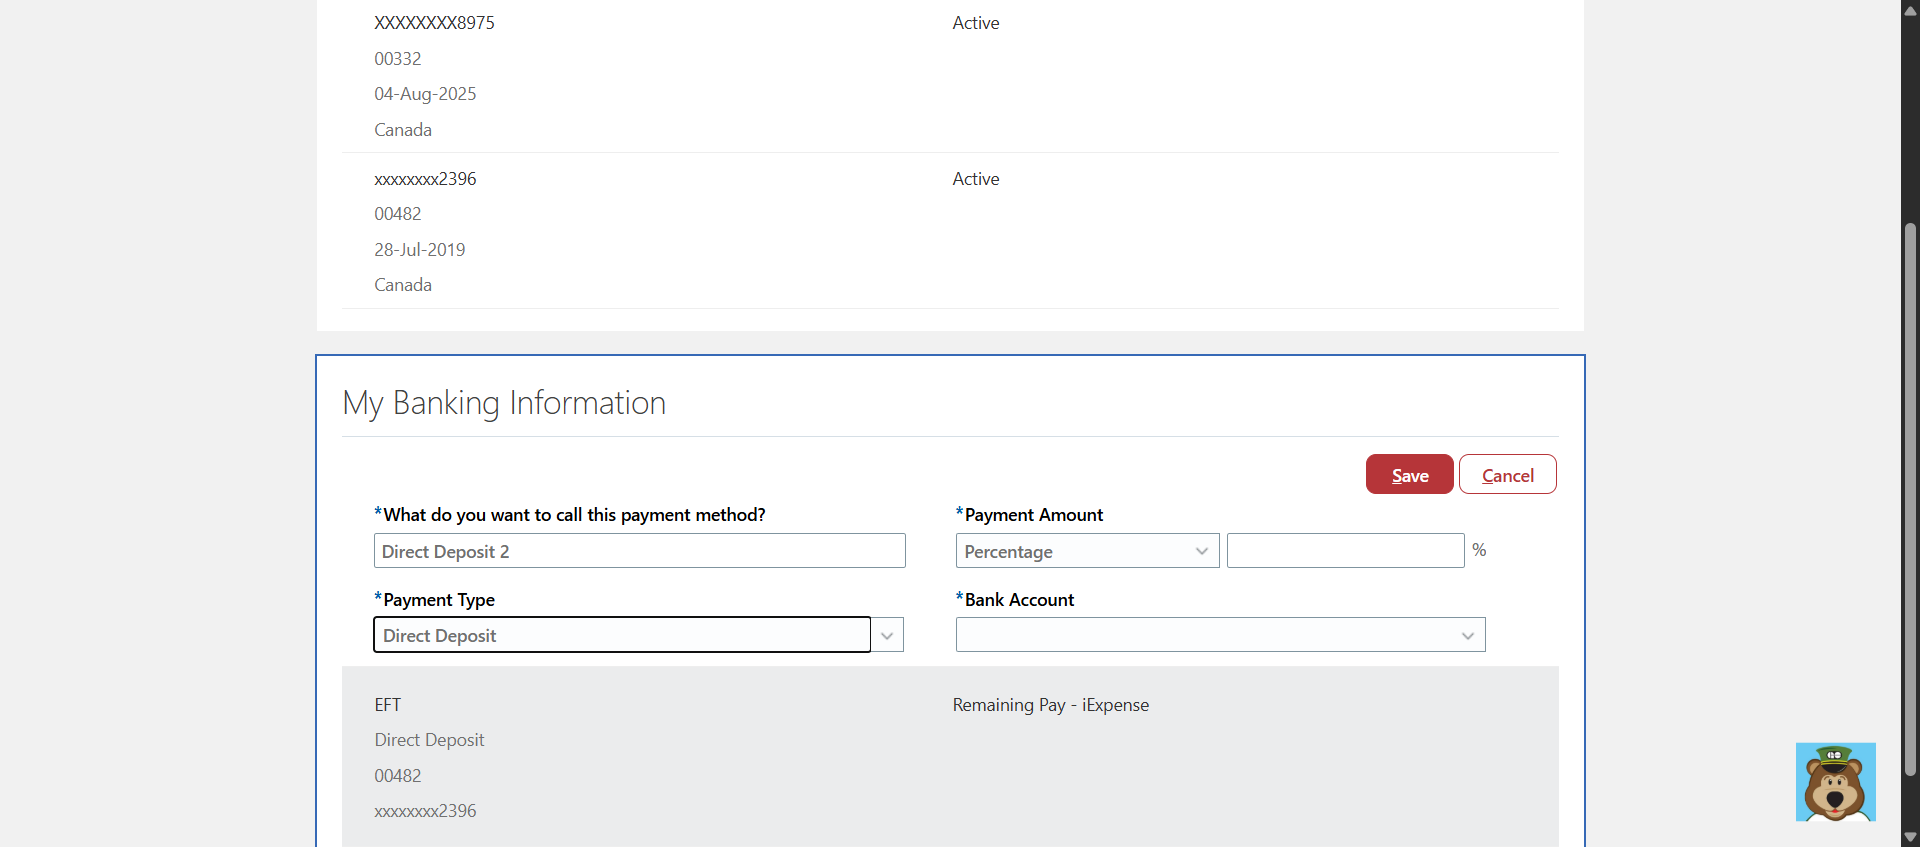 XXXXXXXX8975
Active
00332
04-Aug-2025
Canada
xxxxxxxx2396
Active
00482
28-Jul-2019
Canada
My Banking Information
Save
Cancel
*What do you want to call this payment method?
*Payment Amount
Direct Deposit 2
Percentage
%
*Payment Type
*Bank Account
Direct Deposit
EFT
Remaining Pay - iExpense
Direct Deposit
00482
xxxxxxxx2396